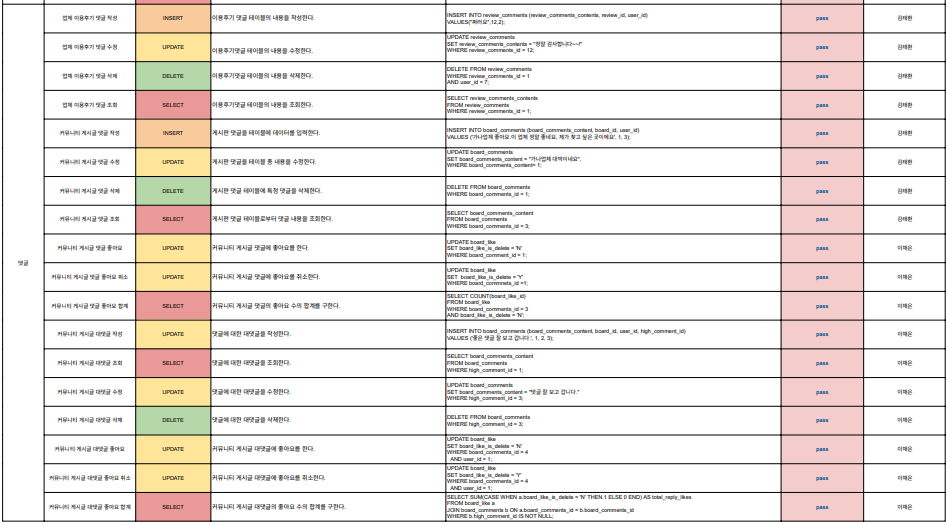 업체 이용후기 댓글 작성 INSERT 이용후기 댓글 테이블의 내용을 작성한다. INSERT INTO review_comments (review_comments_contents, review_id, user_id)
VALUES("쩌러요",12,2); pass 김태환
업체 이용후기 댓글 수정 UPDATE 이용후기댓글 테이블의 내용을 수정한다. UPDATE review_comments
SET review_comments_contents = "정말 감사합니다~~!"
WHERE review_comments_id = 12; pass 김태환
업체 이용후기 댓글 삭제 DELETE 이용후기댓글 테이블의 내용을 삭제한다. DELETE FROM review_comments
WHERE review_comments_id = 1
AND user_id = 7; pass 김태환
업체 이용후기 댓글 조회 SELECT 이용후기댓글 테이블의 내용을 조회한다. SELECT review_comments_contents
FROM review_comments
WHERE review_comments_id = 1; pass 김태환
커뮤니티 게시글 댓글 작성 INSERT 게시판 댓글을 테이블에 데이터를 입력한다. INSERT INTO board_comments (board_comments_content, board_id, user_id)
VALUES ('가나업체 좋아요.이 업체 정말 좋네요, 제가 찾고 싶은 곳이에요', 1, 3); pass 김태환
커뮤니티 게시글 댓글 수정 UPDATE 게시판 댓글을 테이블 중 내용을 수정한다. UPDATE board_comments
SET board_comments_content = "가나업체 대박이네요",
WHERE board_comments_content= 1; pass 김태환
커뮤니티 게시글 댓글 삭제 DELETE 게시판 댓글 테이블에 특정 댓글을 삭제한다. DELETE FROM board_comments
WHERE board_comments_id = 1; pass 김태환
커뮤니티 게시글 댓글 조회 SELECT 게시판 댓글 테이블로부터 댓글 내용을 조회한다. SELECT board_comments_content
FROM board_comments
WHERE board_comments_id = 3; pass 김태환
커뮤니티 게시글 댓글 좋아요 UPDATE 커뮤니티 게시글 댓글에 좋아요를 한다. UPDATE board_like
SET board_like_is_delete = 'N'
WHERE board_comment_id = 1; pass 이채은
댓글
커뮤니티 게시글 댓글 좋아요 취소 UPDATE 커뮤니티 게시글 댓글에 좋아요를 취소한다. UPDATE board_like
SET board_like_is_delete = 'Y'
WHERE board_commnets_id =1; pass 이채은
커뮤니티 게시글 댓글 좋아요 합계 SELECT 커뮤니티 게시글 댓글의 좋아요 수의 합계를 구한다. SELECT COUNT(board_like_id)
FROM board_like
WHERE board_comments_id = 3
AND board_like_is_delete = 'N'; pass 이채은
커뮤니티 게시글 대댓글 작성 UPDATE 댓글에 대한 대댓글을 작성한다. INSERT INTO board_comments (board_comments_content, board_id, user_id, high_comment_id)
VALUES ('좋은 댓글 잘 보고 갑니다.', 1, 2, 3); pass 이채은
커뮤니티 게시글 대댓글 조회 SELECT 댓글에 대한 대댓글을 조회한다. SELECT board_comments_content
FROM board_comments
WHERE high_comment_id = 1; pass 이채은
커뮤니티 게시글 대댓글 수정 UPDATE 댓글에 대한 대댓글을 수정한다. UPDATE board_comments
SET board_comments_content = "댓글 잘 보고 갑니다."
WHERE high_comment_id = 3; pass 이채은
커뮤니티 게시글 대댓글 삭제 DELETE 댓글에 대한 대댓글을 삭제한다. DELETE FROM board_comments
WHERE high_comment_id = 3; pass 이채은
커뮤니티 게시글 대댓글 좋아요 UPDATE 커뮤니티 게시글 대댓글에 좋아요를 한다. UPDATE board_like
SET board_like_is_delete = 'N'
WHERE board_comments_id = 4
AND user_id = 1; pass 이채은
커뮤니티 게시글 대댓글 좋아요 취소 UPDATE 커뮤니티 게시글 대댓글에 좋아요를 취소한다. UPDATE board_like
SET board_like_is_delete = 'Y'
WHERE board_comments_id = 4
AND user_id = 1; pass 이채은
커뮤니티 게시글 대댓글 좋아요 합계 SELECT 커뮤니티 게시글 대댓글의 좋아요 수의 합계를 구한다. SELECT SUM(CASE WHEN a.board_like_is_delete = 'N' THEN 1 ELSE 0 END) AS total_reply_likes
FROM board_like a
JOIN board_comments b ON a.board_comments_id = b.board_comments_id
WHERE b.high_comment_id IS NOT NULL; pass 이채은